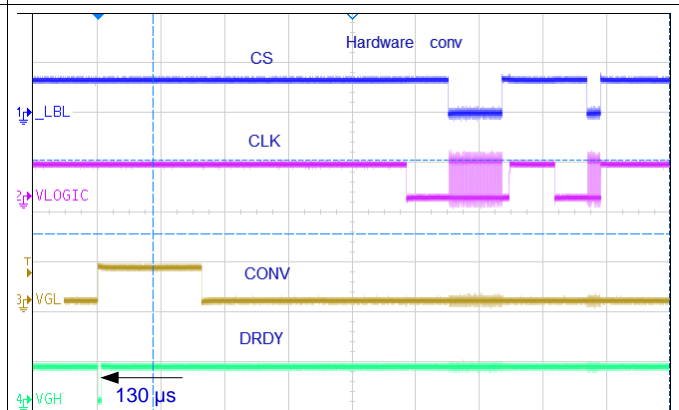 Hardware conv
CS
1 _LBL
CLK
2 VLOGIC
T
CONV
3 VGL
DRDY
130 µs
4 VGH